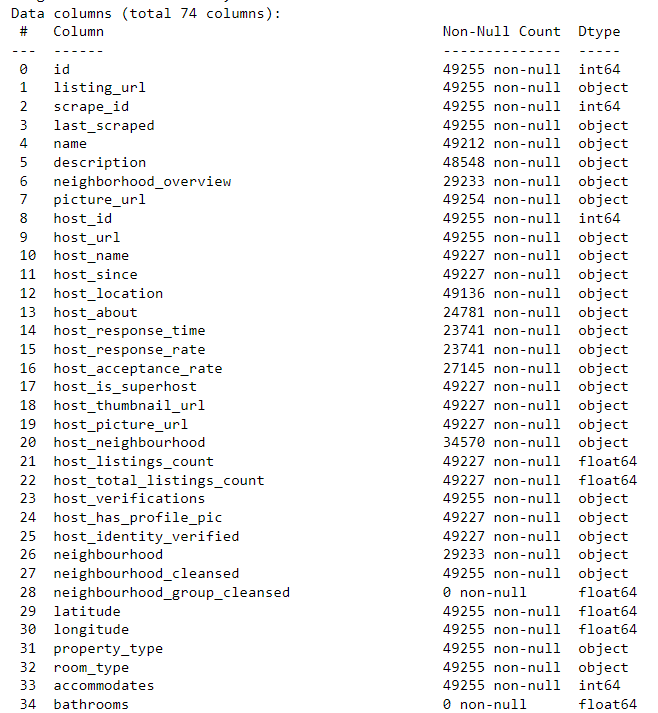 Data columns (total 74 columns):
 #   Column                                        Non-Null Count  Dtype
---  ------                                        --------------  -----
 0   id                                            49255 non-null  int64
 1   listing_url                                   49255 non-null  object
 2   scrape_id                                     49255 non-null  int64
 3   last_scraped                                  49255 non-null  object
 4   name                                          49212 non-null  object
 5   description                                   48548 non-null  object
 6   neighborhood_overview                         29233 non-null  object
 7   picture_url                                   49254 non-null  object
 8   host_id                                       49255 non-null  int64
 9   host_url                                      49255 non-null  object
 10  host_name                                     49227 non-null  object
 11  host_since                                    49227 non-null  object
 12  host_location                                 49136 non-null  object
 13  host_about                                    24781 non-null  object
 14  host_response_time                            23741 non-null  object
 15  host_response_rate                            23741 non-null  object
 16  host_acceptance_rate                          27145 non-null  object
 17  host_is_superhost                             49227 non-null  object
 18  host_thumbnail_url                            49227 non-null  object
 19  host_picture_url                              49227 non-null  object
 20  host_neighbourhood                            34570 non-null  object
 21  host_listings_count                           49227 non-null  float64
 22  host_total_listings_count                     49227 non-null  float64
 23  host_verifications                            49255 non-null  object
 24  host_has_profile_pic                          49227 non-null  object
 25  host_identity_verified                        49227 non-null  object
 26  neighbourhood                                 29233 non-null  object
 27  neighbourhood_cleansed                        49255 non-null  object
 28  neighbourhood_group_cleansed                  0 non-null      float64
 29  latitude                                      49255 non-null  float64
 30  longitude                                     49255 non-null  float64
 31  property_type                                 49255 non-null  object
 32  room_type                                     49255 non-null  object
 33  accommodates                                  49255 non-null  int64
 34  bathrooms                                     0 non-null      float64